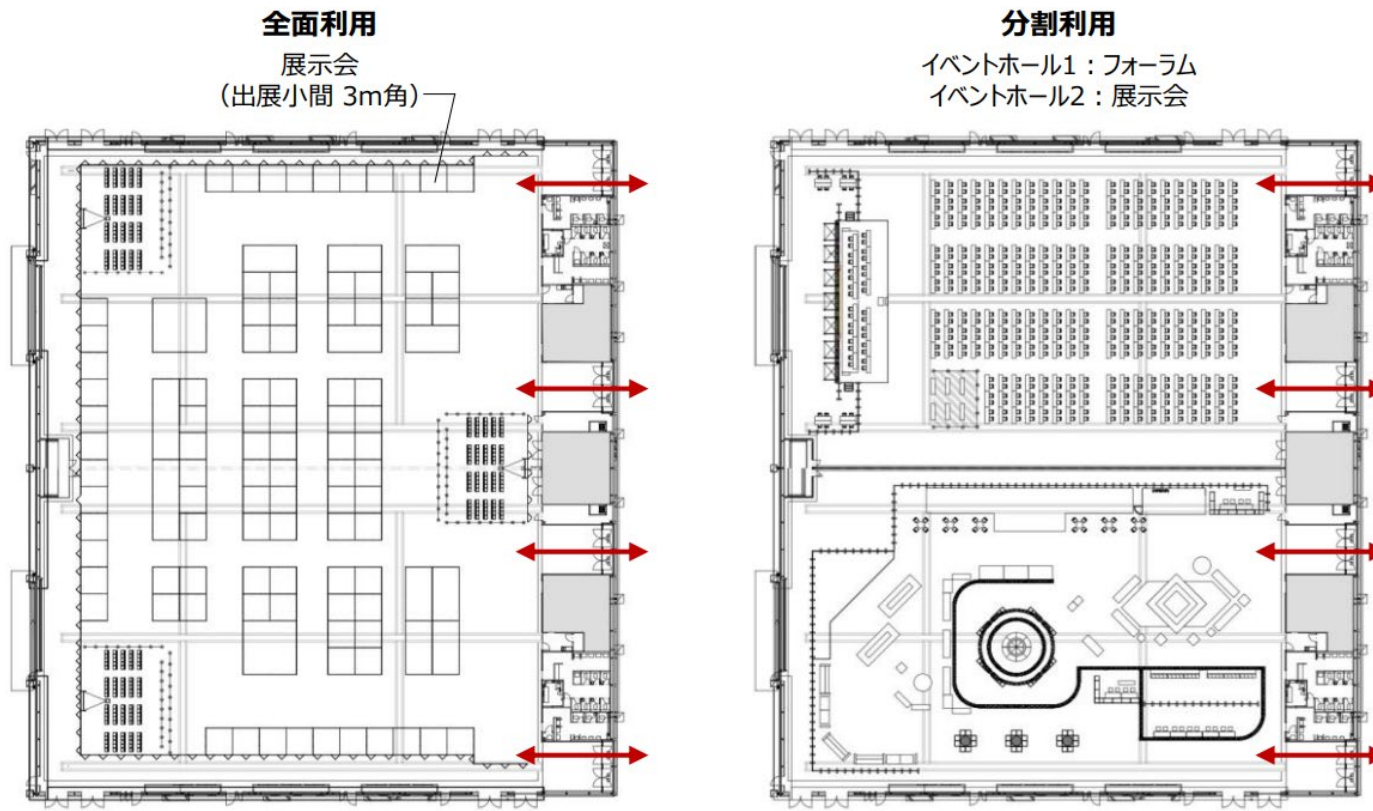 全面利用
展示会
（出展小間 3m角）
分割利用
イベントホール1：フォーラム
イベントホール2：展示会